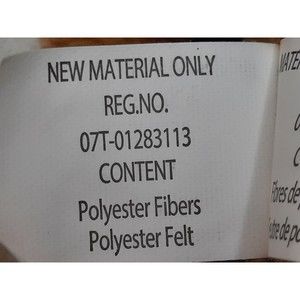 NEW MATERIAL ONLY
REG.NO.
07T-01283113
CONTENT
Polyester Fibers
Polyester Felt